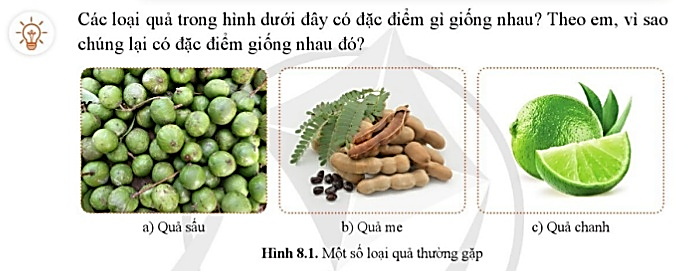 Các loại quả trong hình dưới đây có đặc điểm gì giống nhau? Theo em, vì sao
chúng lại có đặc điểm giống nhau đó?
a) Quả sấu
b) Quả me
c) Quả chanh
Hình 8.1. Một số loại quả thường gặp